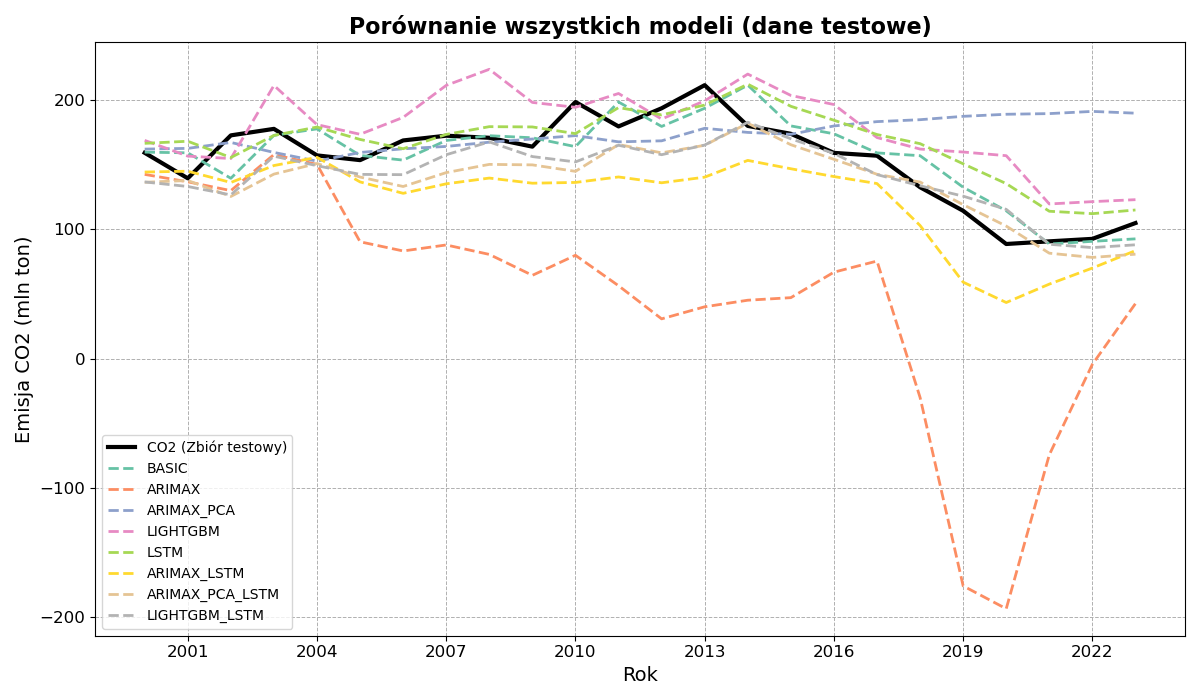 Porównanie wszystkich modeli (dane testowe)
Emisja CO2 (mln ton)
200
100
0
−100
−200
CO2 (Zbiór testowy)
BASIC
ARIMAX
ARIMAX_PCA
LIGHTGBM
LSTM
ARIMAX_LSTM
ARIMAX_PCA_LSTM
LIGHTGBM_LSTM
2001 2004 2007 2010 2013 2016 2019 2022
Rok